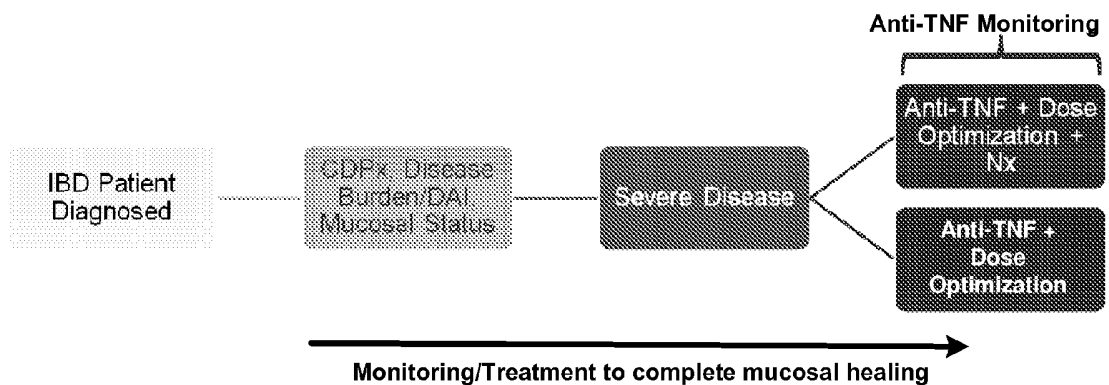 Anti-TNF Monitoring
IBD Patient
Diagnosed
CDPx Disease
Burden/DAI
Mucosal Status
Severe Disease
Anti-TNF + Dose
Optimization +
Nx
Anti-TNF +
Dose
Optimization
Monitoring/Treatment to complete mucosal healing